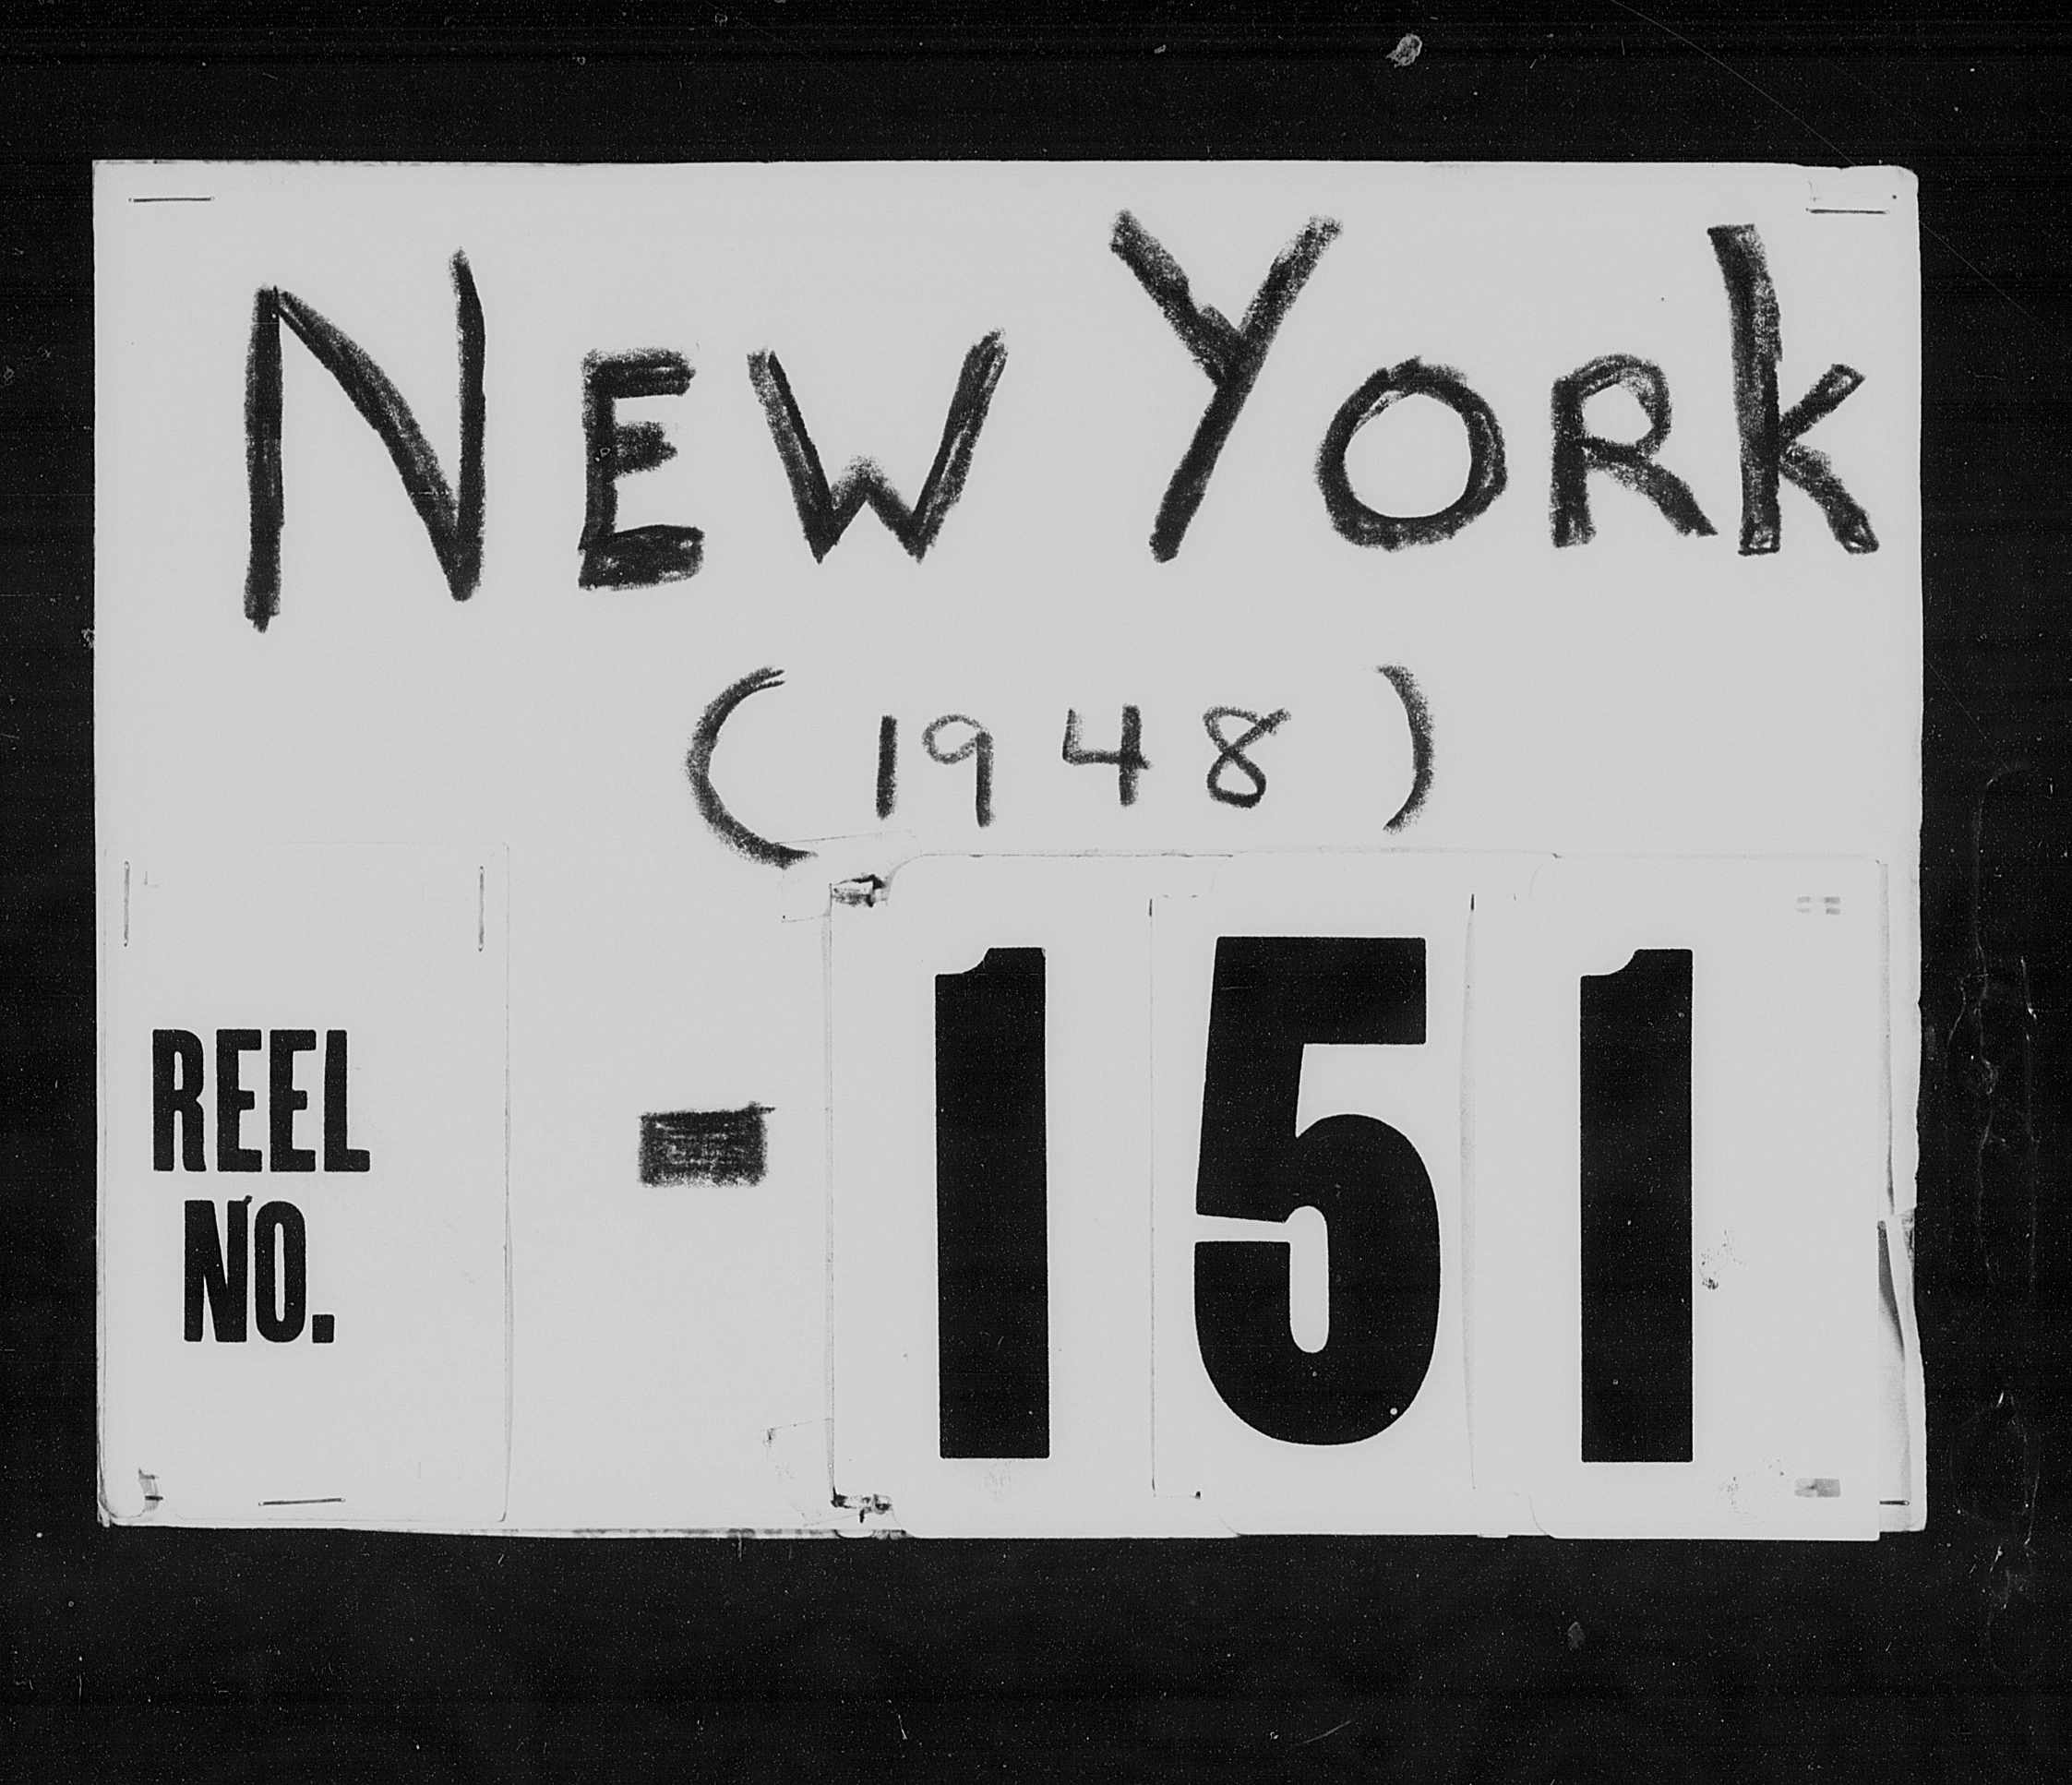 NEW YORK
(1948)
REEL
NO.
- 151